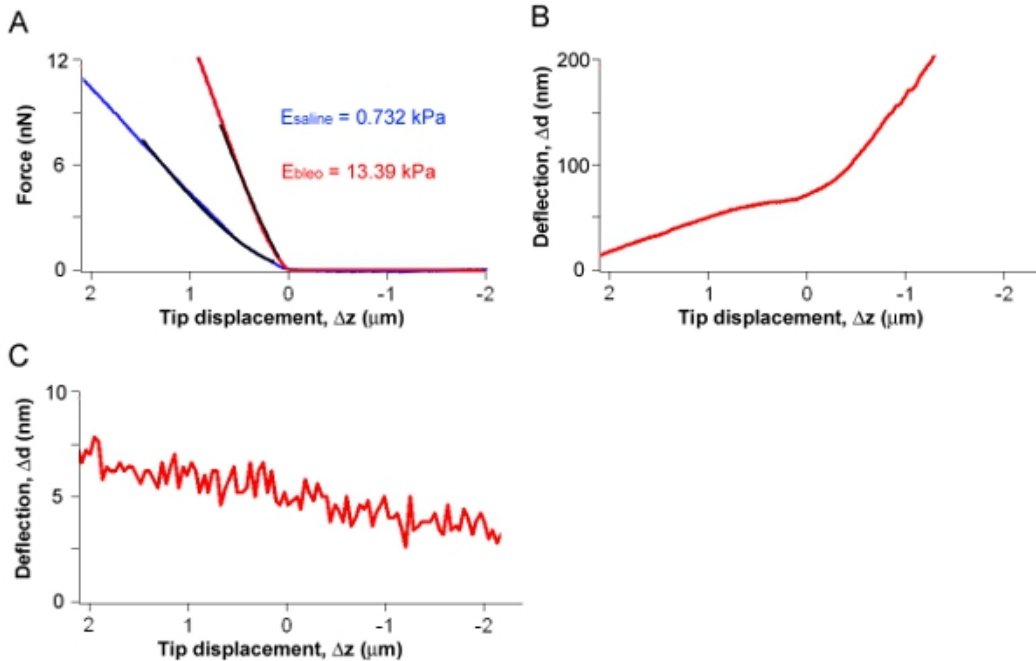 A
12
6
0
Force (nN)
Esaline = 0.732 kPa
Ebleo = 13.39 kPa
2 1 0 -1 -2
Tip displacement, Δz (μm)
B
200
100
0
Deflection, Δd (nm)
2 1 0 -1 -2
Tip displacement, Δz (μm)
C
10
5
0
Deflection, Δd (nm)
2 1 0 -1 -2
Tip displacement, Δz (μm)